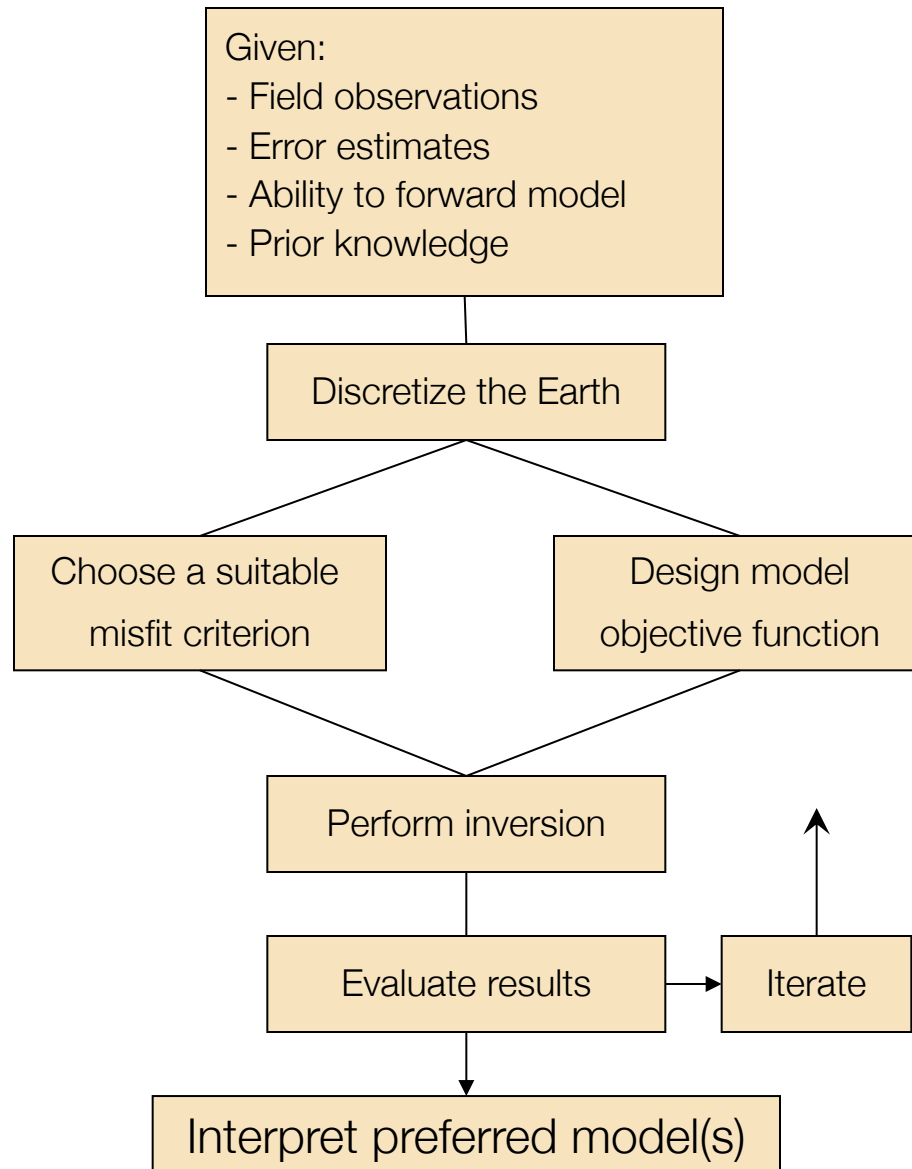 Given:
- Field observations
- Error estimates
- Ability to forward model
- Prior knowledge
Discretize the Earth
Choose a suitable
misfit criterion
Design model
objective function
Perform inversion
Evaluate results
Iterate
Interpret preferred model(s)